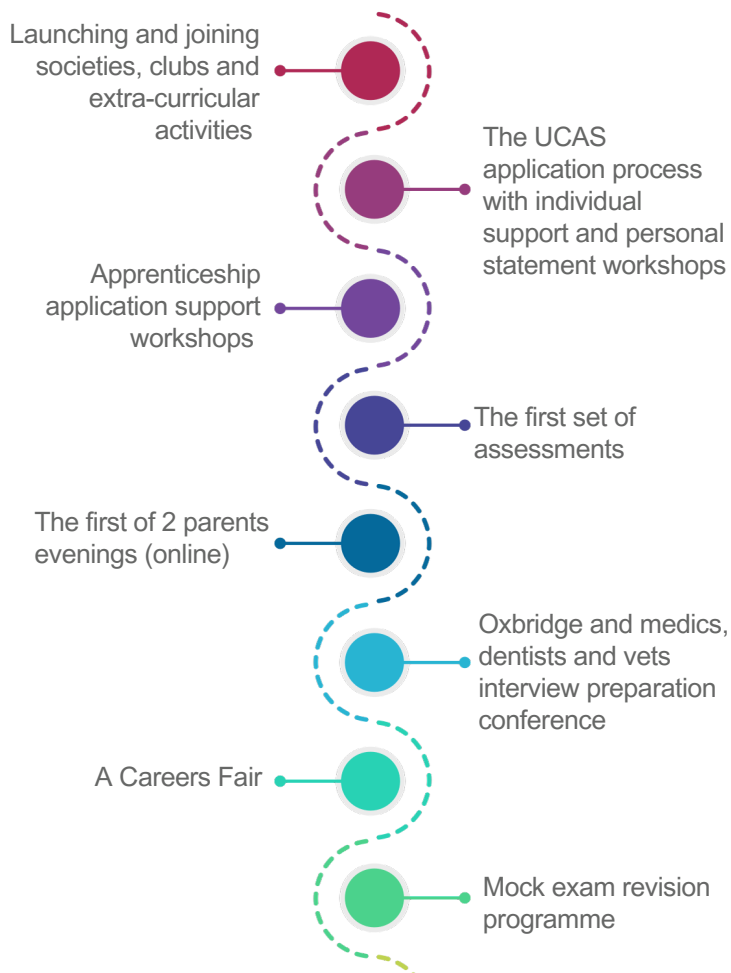 Launching and joining
societies, clubs and
extra-curricular
activities
The UCAS
application process
with individual
support and personal
statement workshops
Apprenticeship
application support
workshops
The first set of
assessments
The first of 2 parents
evenings (online)
Oxbridge and medics,
dentists and vets
interview preparation
conference
A Careers Fair
Mock exam revision
programme